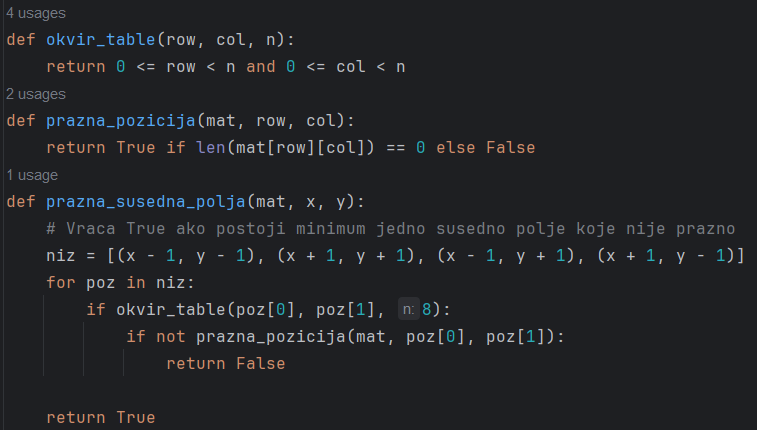 4 usages
def okvir_table(row, col, n):
    return 0 <= row < n and 0 <= col < n
2 usages
def prazna_pozicija(mat, row, col):
    return True if len(mat[row][col]) == 0 else False
1 usage
def prazna_susedna_polja(mat, x, y):
    # Vraca True ako postoji minimum jedno susedno polje koje nije prazno
    niz = [(x - 1, y - 1), (x + 1, y + 1), (x - 1, y + 1), (x + 1, y - 1)]
    for poz in niz:
        if okvir_table(poz[0], poz[1], n: 8):
            if not prazna_pozicija(mat, poz[0], poz[1]):
                return False
    return True